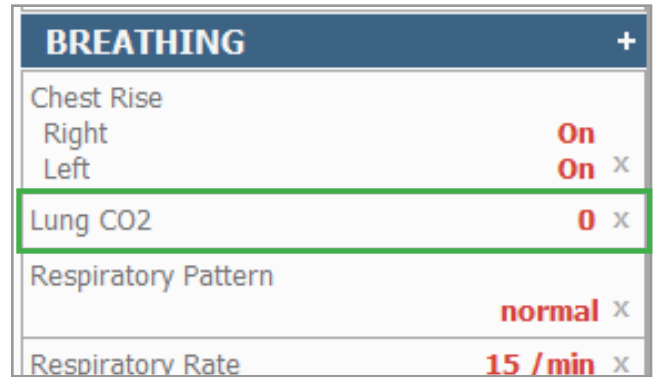 BREATHING +
Chest Rise
Right On
Left On x
Lung CO2 0 x
Respiratory Pattern
normal x
Respiratory Rate 15 /min x